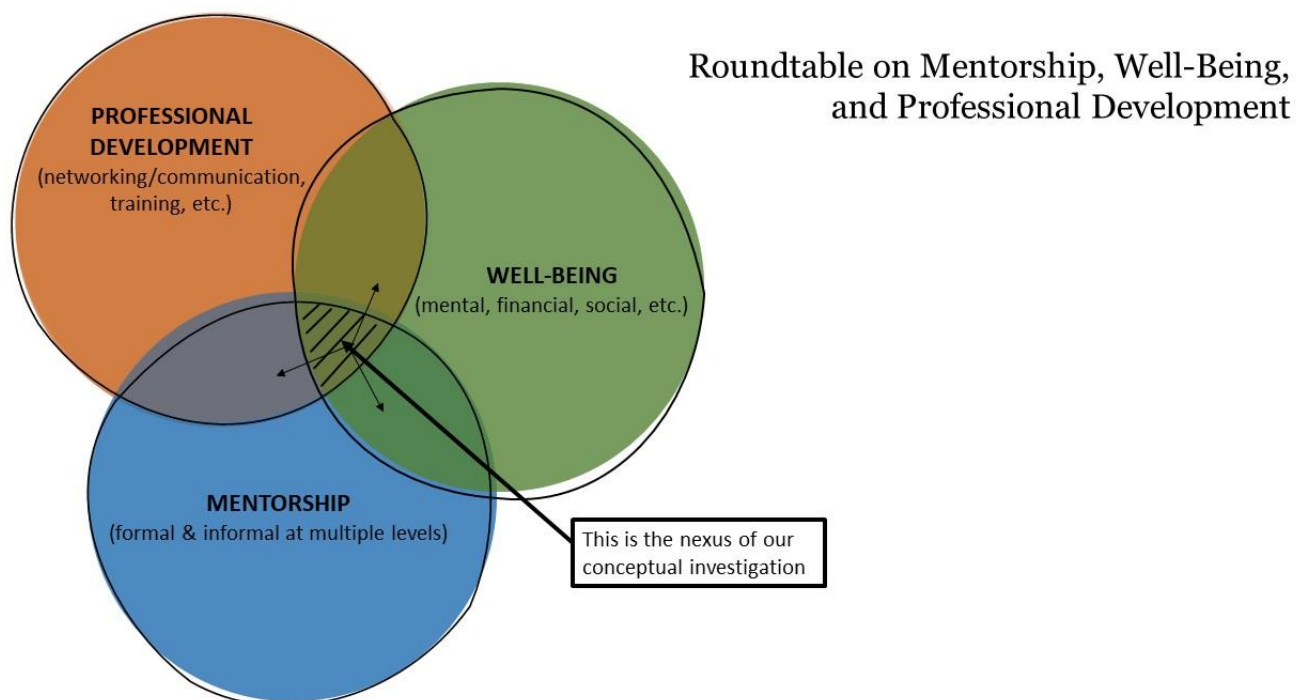 Roundtable on Mentorship, Well-Being,
and Professional Development
PROFESSIONAL
DEVELOPMENT
(networking/communication,
training, etc.)
WELL-BEING
(mental, financial, social, etc.)
MENTORSHIP
(formal & informal at multiple levels)
This is the nexus of our
conceptual investigation